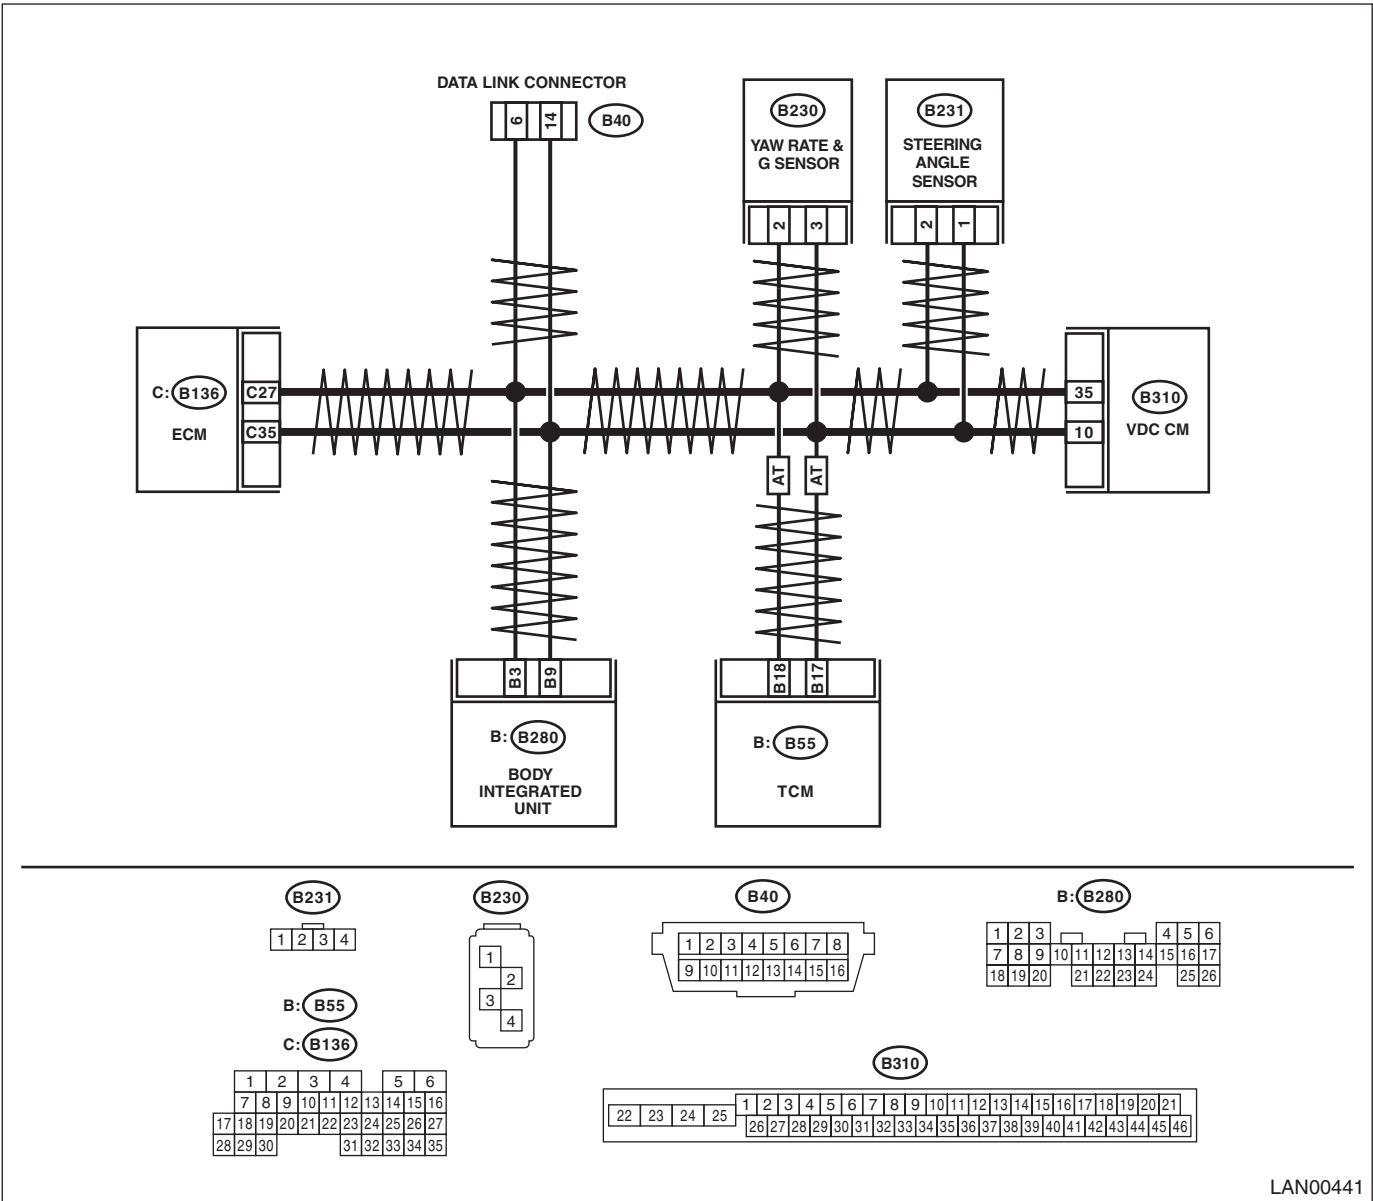 DATA LINK CONNECTOR
6 14
B40
B230
YAW RATE &
G SENSOR
2 3
B231
STEERING
ANGLE
SENSOR
2 1
C: B136
ECM
C27
C35
35
10
B310
VDC CM
AT AT
B3 B9
B: B280
BODY
INTEGRATED
UNIT
B18 B17
B: B55
TCM
B231
1 2 3 4
B230
1
2
3
4
B40
1 2 3 4 5 6 7 8
9 10 11 12 13 14 15 16
B: B280
1 2 3 4 5 6
7 8 9 10 11 12 13 14 15 16 17
18 19 20 21 22 23 24 25 26
B: B55
C: B136
1 2 3 4 5 6
7 8 9 10 11 12 13 14 15 16
17 18 19 20 21 22 23 24 25 26 27
28 29 30 31 32 33 34 35
B310
22 23 24 25 1 2 3 4 5 6 7 8 9 10 11 12 13 14 15 16 17 18 19 20 21
26 27 28 29 30 31 32 33 34 35 36 37 38 39 40 41 42 43 44 45 46
LAN00441